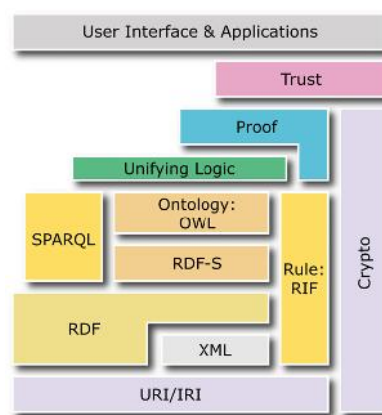 User Interface & Applications
Trust
Proof
Unifying Logic
Ontology:
OWL
SPARQL
RDF-S
Rule:
RIF
Crypto
RDF
XML
URI/IRI